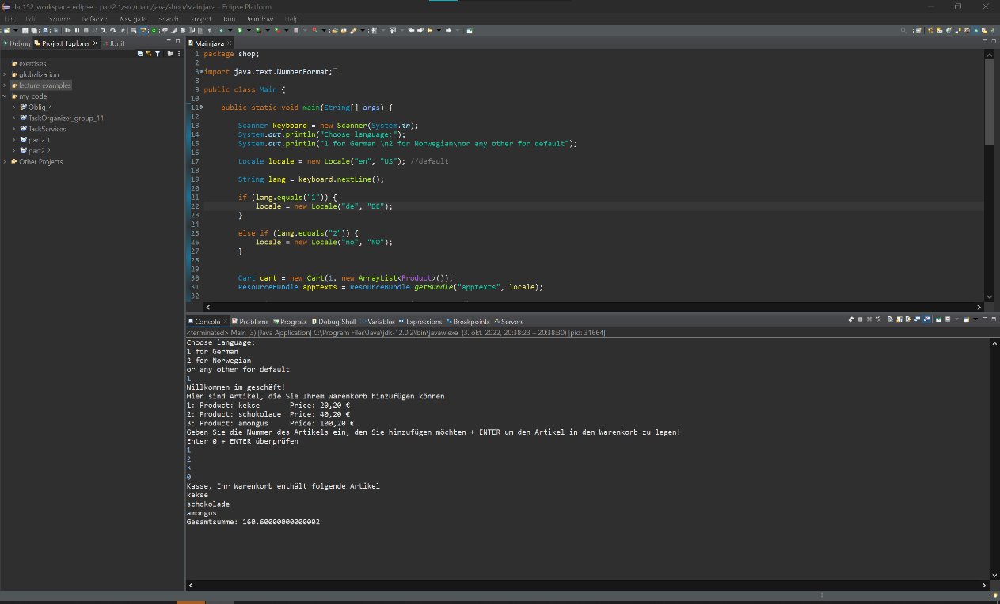 dat152 workspace_eclipse - part2.1/src/main/java/shop/Main.java - Eclipse Platform
File Edit Source Refactor Navigate Search Project Run Window Help
Debug Project Explorer JUnit
exercises
globalization
lecture_examples
my_code
Oblig_4
TaskOrganizer_group_11
TaskServices
part2.1
part2.2
Other Projects
Main.java
1 package shop;
2
3 import java.text.NumberFormat;
8
9 public class Main {
10
11 public static void main(String[] args) {
12
13 Scanner keyboard = new Scanner(System.in);
14 System.out.println("Choose language:");
15 System.out.println("1 for German \n2 for Norwegian\nor any other for default");
16
17 Locale locale = new Locale("en", "US"); //default
18
19 String lang = keyboard.nextLine();
20
21 if (lang.equals("1")) {
22 locale = new Locale("de", "DE");
23 }
24
25 else if (lang.equals("2")) {
26 locale = new Locale("no", "NO");
27 }
28
29
30 Cart cart = new Cart(1, new ArrayList<Product>());
31 ResourceBundle apptexts = ResourceBundle.getBundle("apptexts", locale);
32
Console Problems Progress Debug Shell Variables Expressions Breakpoints Servers
<terminated> Main (3) [Java Application] C:\Program Files\Java\jdk-12.0.2\bin\javaw.exe (3. okt. 2022, 20:38:23 – 20:38:30) [pid: 31664]
Choose language:
1 for German
2 for Norwegian
or any other for default
1
Willkommen im geschäft!
Hier sind Artikel, die Sie Ihrem Warenkorb hinzufügen können
1: Product: kekse Price: 20,20 €
2: Product: schokolade Price: 40,20 €
3: Product: amongus Price: 100,20 €
Geben Sie die Nummer des Artikels ein, den Sie hinzufügen möchten + ENTER um den Artikel in den Warenkorb zu legen!
Enter 0 + ENTER überprüfen
1
2
3
0
Kasse, Ihr Warenkorb enthält folgende Artikel
kekse
schokolade
amongus
Gesamtsumme: 160.60000000000002